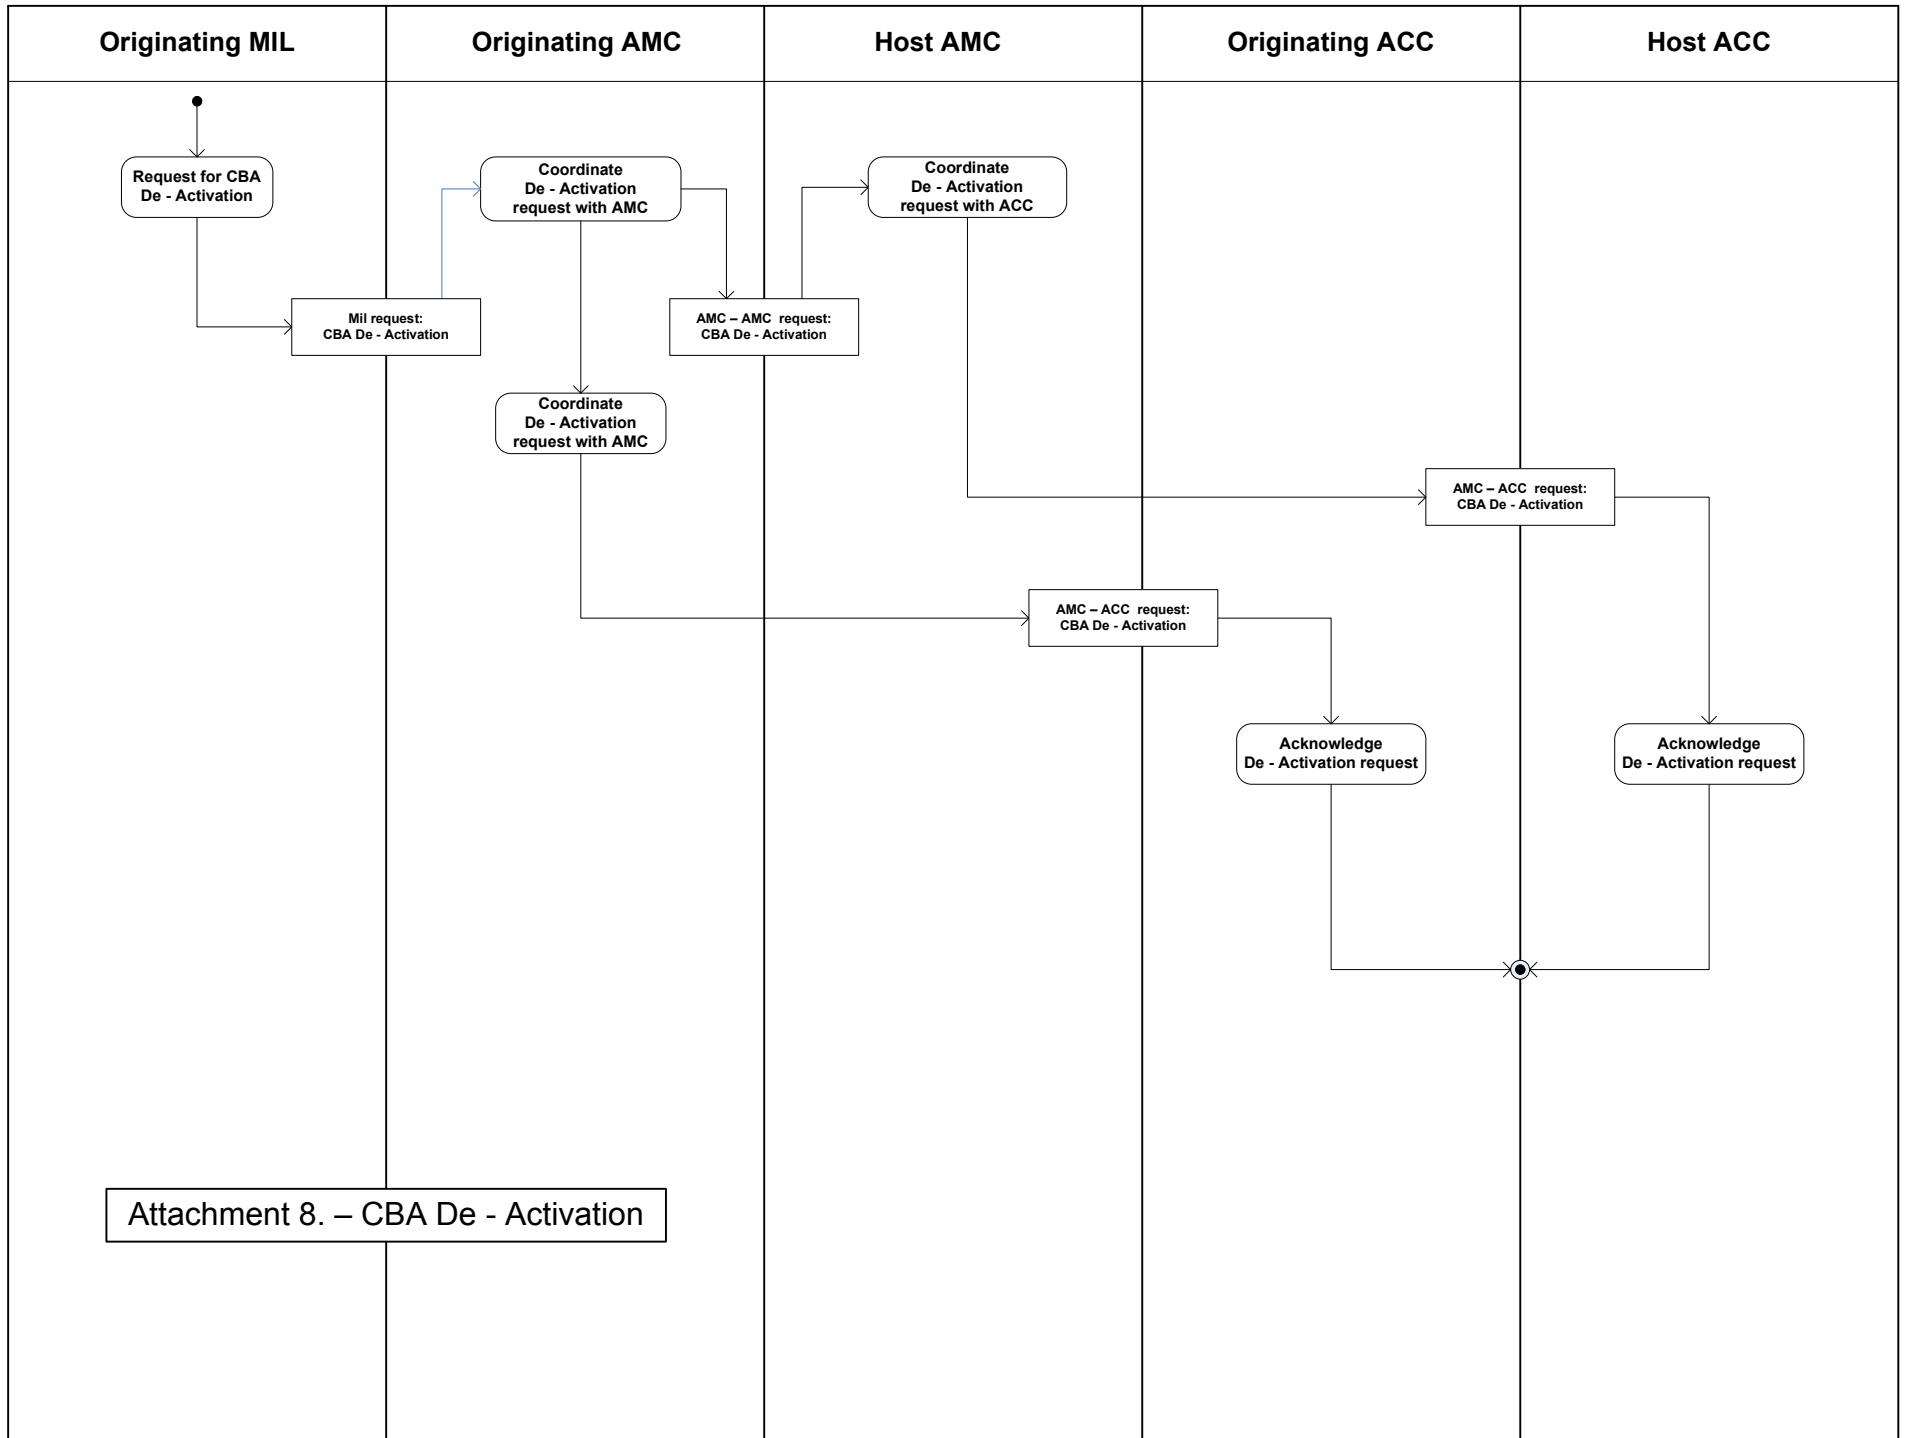 Originating MIL
Originating AMC
Host AMC
Originating ACC
Host ACC
Request for CBA
De - Activation
Coordinate
De - Activation
request with AMC
Coordinate
De - Activation
request with ACC
Mil request:
CBA De - Activation
AMC – AMC request:
CBA De - Activation
Coordinate
De - Activation
request with AMC
AMC – ACC request:
CBA De - Activation
AMC – ACC request:
CBA De - Activation
Acknowledge
De - Activation request
Acknowledge
De - Activation request
Attachment 8. – CBA De - Activation